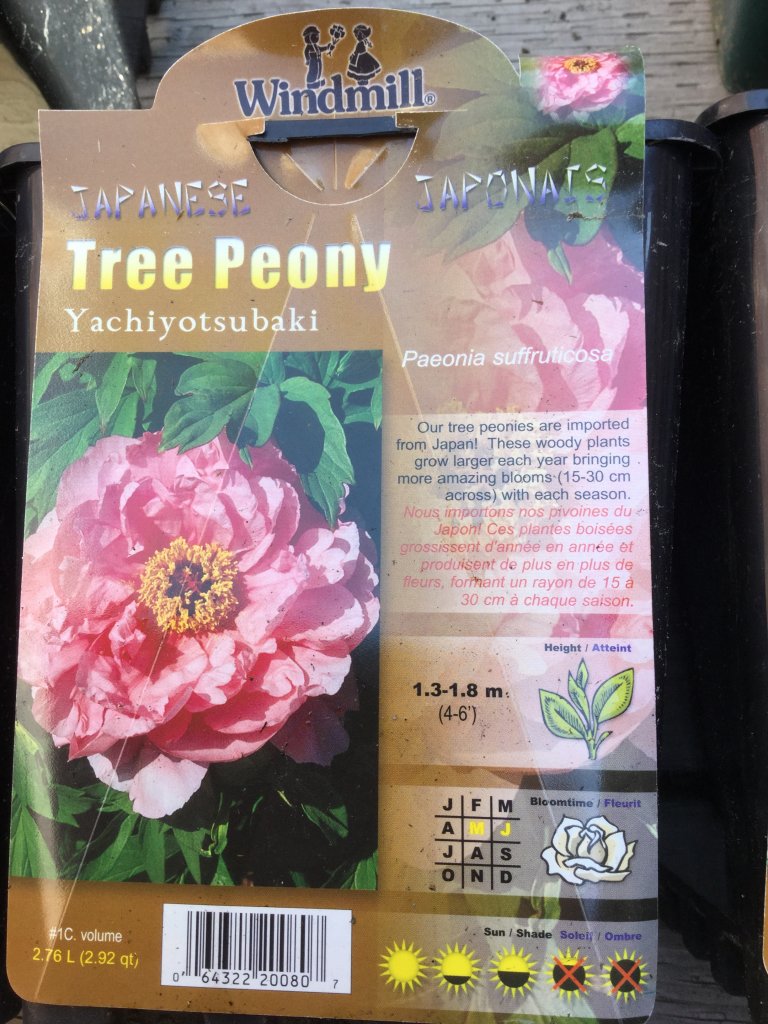 Windmill®
JAPANESE
JAPONAIS
Tree Peony
Yachiyotsubaki
Paeonia suffruticosa
Our tree peonies are imported
from Japan! These woody plants
grow larger each year bringing
more amazing blooms (15-30 cm
across) with each season.
Nous importons nos pivoines du
Japon! Ces plantes boisées
grossissent d'année en année et
produisent de plus en plus de
fleurs, formant un rayon de 15 à
30 cm à chaque saison.
Height / Atteint
1.3-1.8 m
(4-6')
Bloomtime / Fleurit
J F M
A M J
J A S
O N D
#1C. volume
2.76 L (2.92 qt)
0 64322 20080 7
Sun / Shade Soleil / Ombre